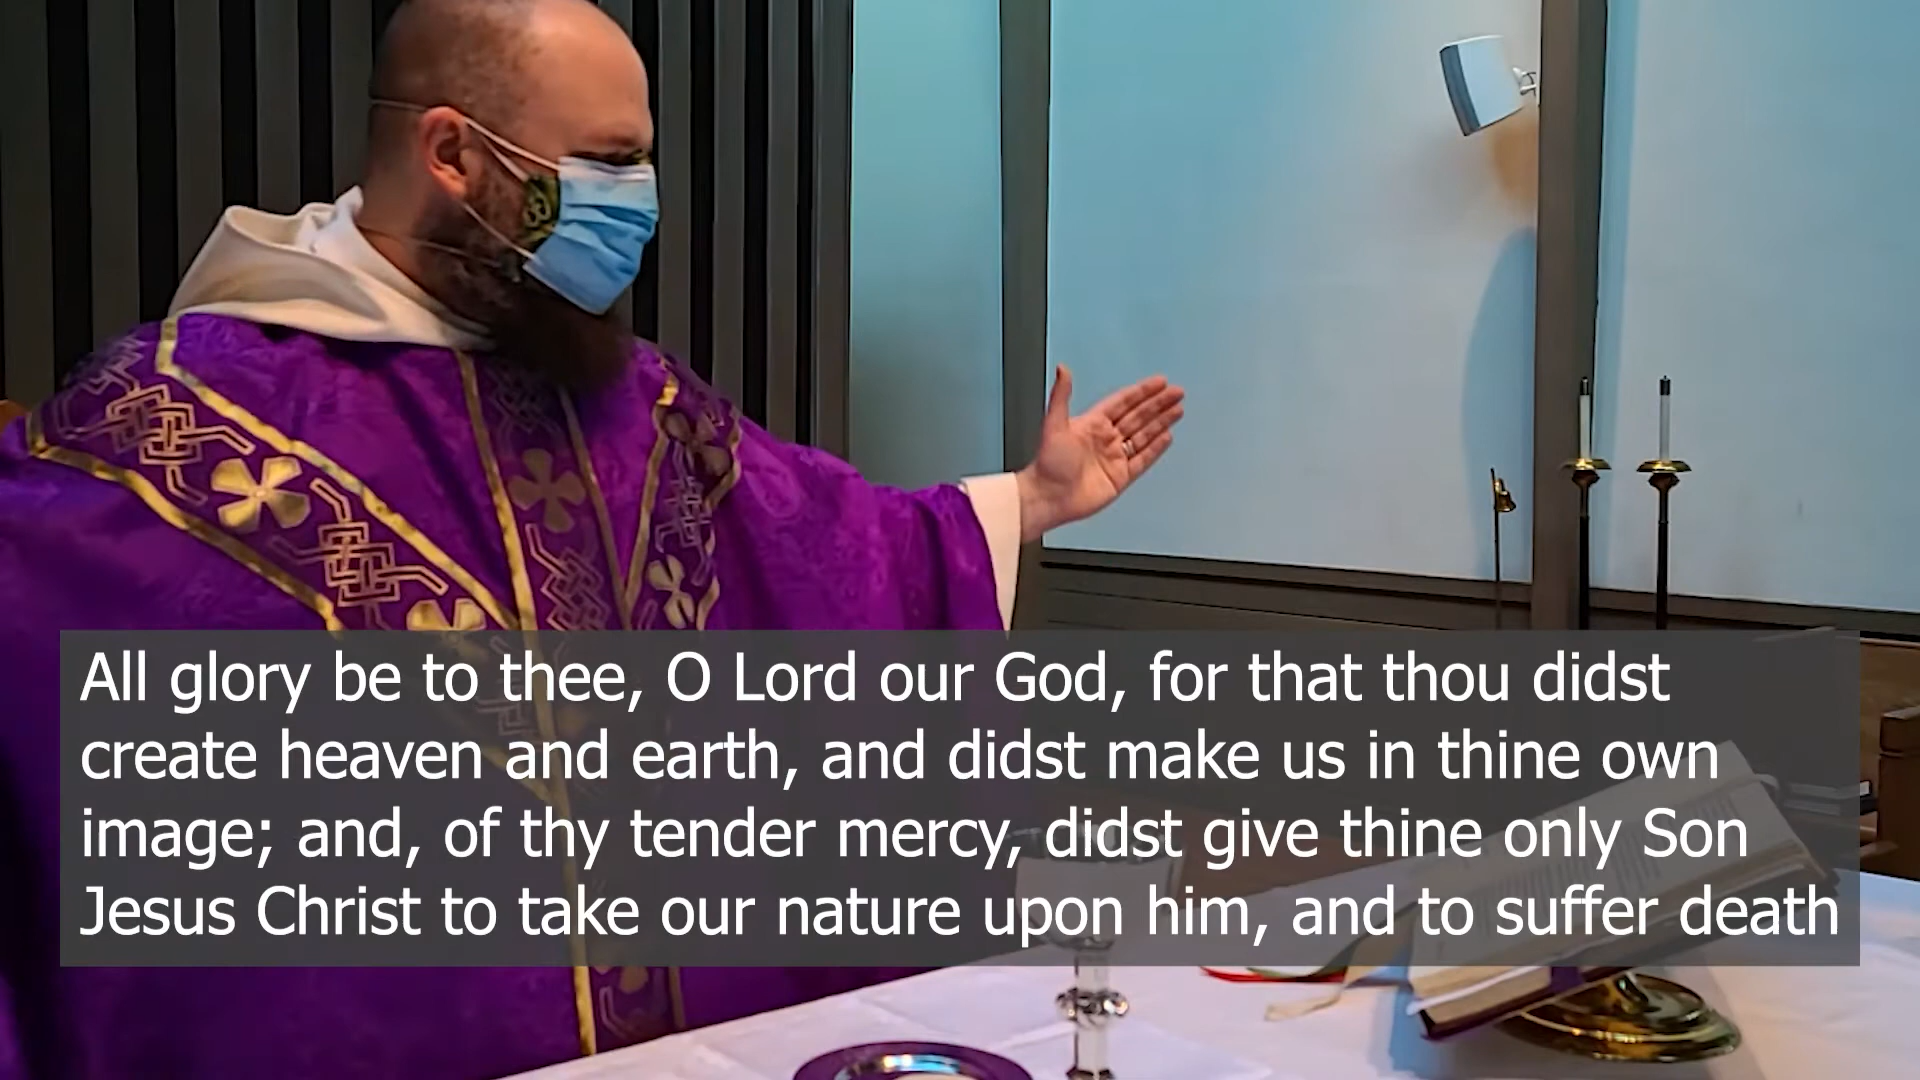 All glory be to thee, O Lord our God, for that thou didst
create heaven and earth, and didst make us in thine own
image; and, of thy tender mercy, didst give thine only Son
Jesus Christ to take our nature upon him, and to suffer death